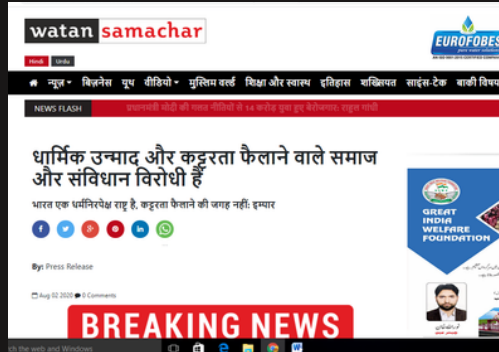 watan samachar
EUROFOBES
Hindi Urdu
न्यूज़ बिज़नेस यूथ वीडियो मुस्लिम वर्ल्ड शिक्षा और स्वास्थ इतिहास शख्सियत साइंस-टेक बाकी विषय
NEWS FLASH प्रधानमंत्री मोदी की गलत नीतियों से 14 करोड़ युवा हुए बेरोजगार: राहुल गांधी
धार्मिक उन्माद और कट्टरता फैलाने वाले समाज
और संविधान विरोधी हैं
भारत एक धर्मनिरपेक्ष राष्ट्र है, कट्टरता फैलाने की जगह नहीं: इम्पार
By: Press Release
Aug 02 2020 0 Comments
BREAKING NEWS
GREAT
INDIA
WELFARE
FOUNDATION
ch the web and Windows